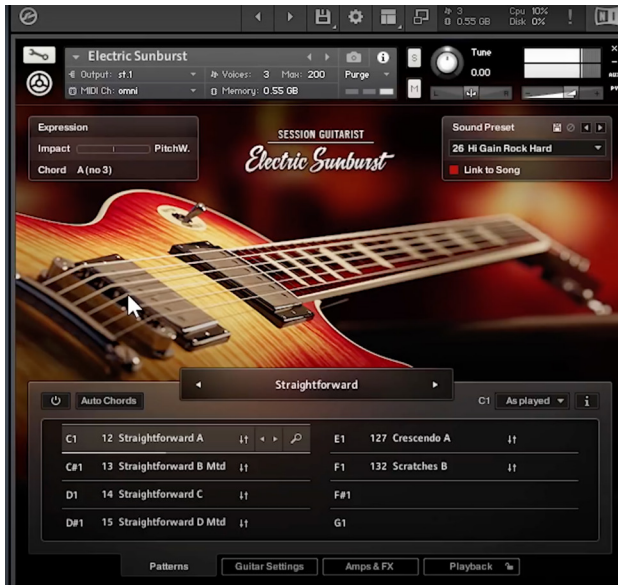 3
0.55 GB
Cpu 10%
Disk 0%
!
Electric Sunburst
Output: st.1
Voices: 3 Max: 200
Purge
MIDI Ch: omni
Memory: 0.55 GB
S
M
Tune
0.00
L
R
AUX
PV
Expression
Impact PitchW.
Chord A(no 3)
SESSION GUITARIST
Electric Sunburst
Sound Preset
26 Hi Gain Rock Hard
Link to Song
Straightforward
Auto Chords
C1 As played i
C1 12 Straightforward A
C#1 13 Straightforward B Mtd
D1 14 Straightforward C
D#1 15 Straightforward D Mtd
E1 127 Crescendo A
F1 132 Scratches B
F#1
G1
Patterns Guitar Settings Amps & FX Playback